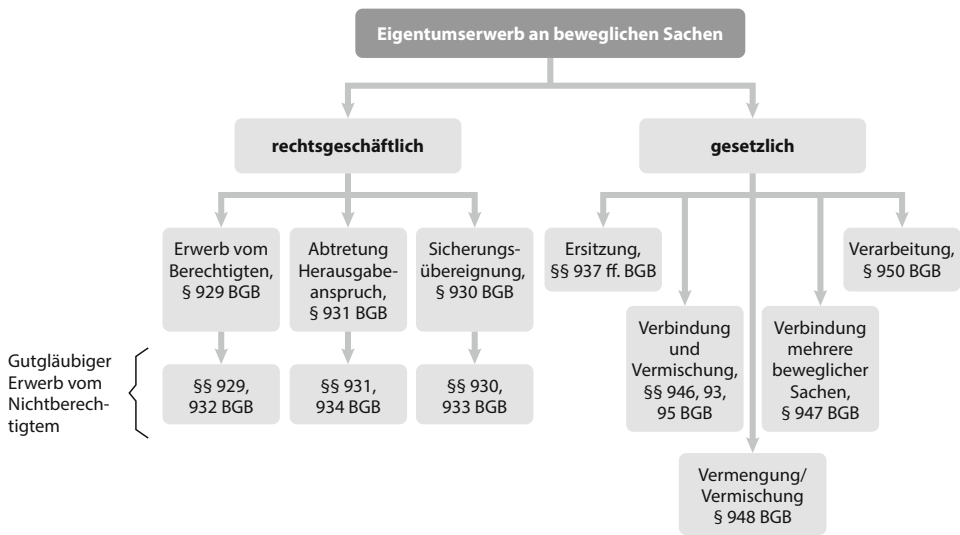 Eigentumserwerb an beweglichen Sachen
rechtsgeschäftlich
gesetzlich
Erwerb vom
Berechtigten,
§ 929 BGB
Abtretung
Herausgabe-
anspruch,
§ 931 BGB
Sicherungs-
übereignung,
§ 930 BGB
Ersitzung,
§§ 937 ff. BGB
Verarbeitung,
§ 950 BGB
Verbindung
und
Vermischung,
§§ 946, 93,
95 BGB
Verbindung
mehrere
beweglicher
Sachen,
§ 947 BGB
Gutgläubiger
Erwerb vom
Nichtberech-
tigtem
§§ 929,
932 BGB
§§ 931,
934 BGB
§§ 930,
933 BGB
Vermengung/
Vermischung
§ 948 BGB